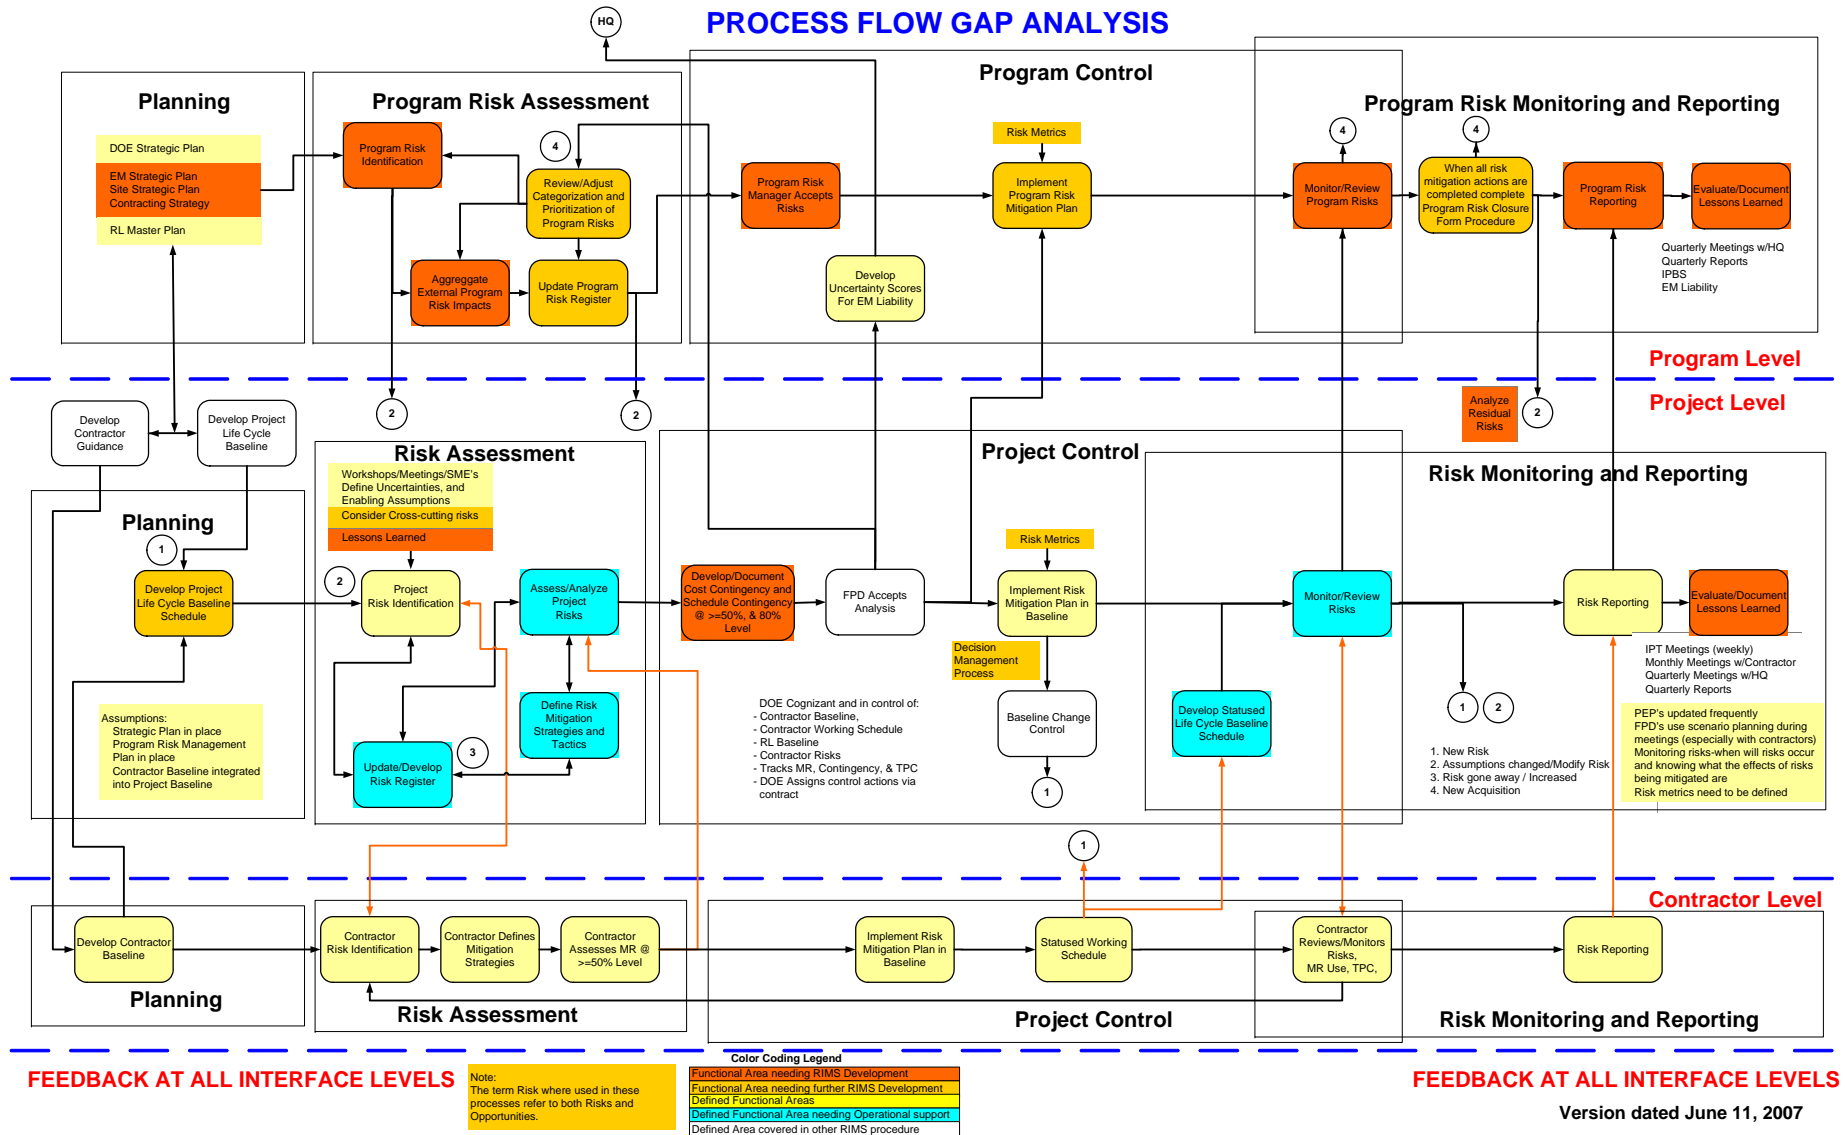 HQ
PROCESS FLOW GAP ANALYSIS
Planning
DOE Strategic Plan
EM Strategic Plan
Site Strategic Plan
Contracting Strategy
RL Master Plan
Program Risk Assessment
Program Risk
Identification
4
Review/Adjust
Categorization and
Prioritization of
Program Risks
Aggreggate
External Program
Risk Impacts
Update Program
Risk Register
Program Control
Program Risk
Manager Accepts
Risks
Risk Metrics
Implement
Program Risk
Mitigation Plan
Develop
Uncertainty Scores
For EM Liability
Program Risk Monitoring and Reporting
4
4
Monitor/Review
Program Risks
When all risk
mitigation actions are
completed complete
Program Risk Closure
Form Procedure
Program Risk
Reporting
Evaluate/Document
Lessons Learned
Quarterly Meetings w/HQ
Quarterly Reports
IPBS
EM Liability
Program Level
2
2
Analyze
Residual
Risks
2
Project Level
Develop
Contractor
Guidance
Develop Project
Life Cycle
Baseline
Planning
1
Develop Project
Life Cycle Baseline
Schedule
Assumptions:
Strategic Plan in place
Program Risk Management
Plan in place
Contractor Baseline integrated
into Project Baseline
Risk Assessment
Workshops/Meetings/SME's
Define Uncertainties, and
Enabling Assumptions
Consider Cross-cutting risks
Lessons Learned
2
Project
Risk Identification
Assess/Analyze
Project
Risks
Define Risk
Mitigation
Strategies and
Tactics
3
Update/Develop
Risk Register
Project Control
Develop/Document
Cost Contingency and
Schedule Contingency
@ >=50%, & 80%
Level
FPD Accepts
Analysis
Risk Metrics
Implement Risk
Mitigation Plan in
Baseline
Decision
Management
Process
Baseline Change
Control
1
DOE Cognizant and in control of:
- Contractor Baseline,
- Contractor Working Schedule
- RL Baseline
- Contractor Risks
- Tracks MR, Contingency, & TPC
- DOE Assigns control actions via
contract
Risk Monitoring and Reporting
Monitor/Review
Risks
Develop Statused
Life Cycle Baseline
Schedule
Risk Reporting
Evaluate/Document
Lessons Learned
IPT Meetings (weekly)
Monthly Meetings w/Contractor
Quarterly Meetings w/HQ
Quarterly Reports
1
2
1. New Risk
2. Assumptions changed/Modify Risk
3. Risk gone away / Increased
4. New Acquisition
PEP's updated frequently
FPD's use scenario planning during
meetings (especially with contractors)
Monitoring risks-when will risks occur
and knowing what the effects of risks
being mitigated are
Risk metrics need to be defined
1
Contractor Level
Develop Contractor
Baseline
Planning
Contractor
Risk Identification
Contractor Defines
Mitigation
Strategies
Contractor
Assesses MR @
>=50% Level
Risk Assessment
Implement Risk
Mitigation Plan in
Baseline
Statused Working
Schedule
Project Control
Contractor
Reviews/Monitors
Risks,
MR Use, TPC,
Risk Reporting
Risk Monitoring and Reporting
FEEDBACK AT ALL INTERFACE LEVELS
Note:
The term Risk where used in these
processes refer to both Risks and
Opportunities.
Color Coding Legend
Functional Area needing RIMS Development
Functional Area needing further RIMS Development
Defined Functional Areas
Defined Functional Area needing Operational support
Defined Area covered in other RIMS procedure
FEEDBACK AT ALL INTERFACE LEVELS
Version dated June 11, 2007